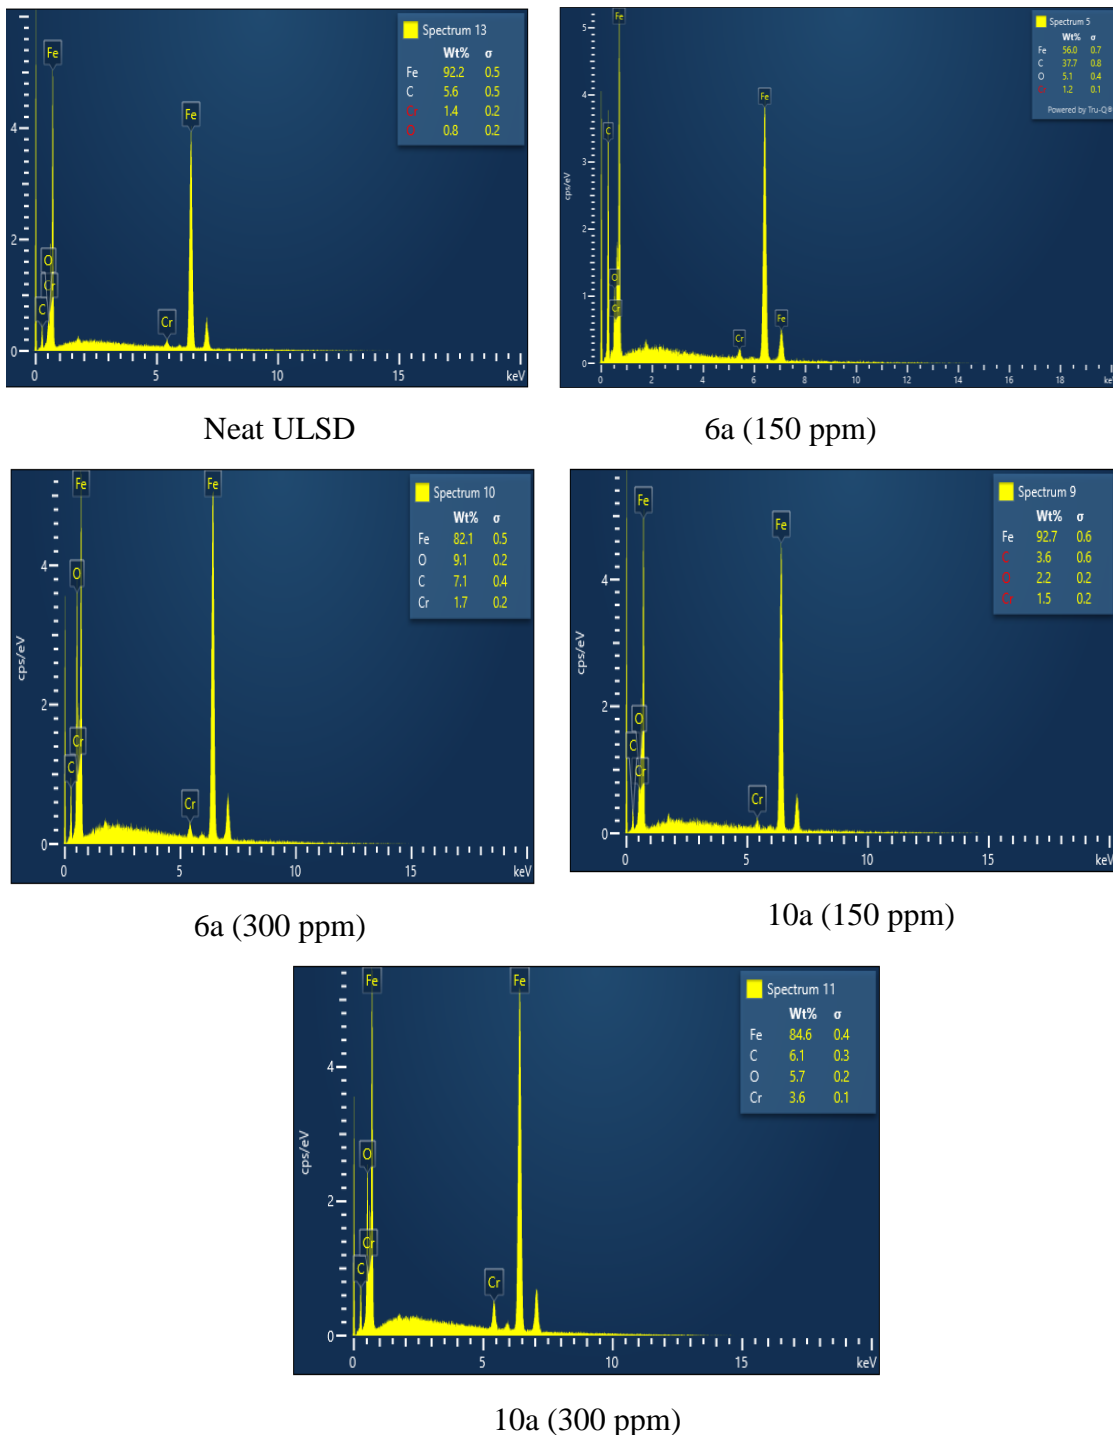 Spectrum 13
Wt% σ
Fe 92.2 0.5
C 5.6 0.5
Cr 1.4 0.2
O 0.8 0.2
Fe
Fe
O
Cr
C
Cr
4
2
0
0 5 10 15 keV
Neat ULSD
Spectrum 5
Wt% σ
Fe 56.0 0.7
C 37.7 0.8
O 5.1 0.4
1.2 0.1
Powered by Tru-Q®
Fe
Fe
C
O
Cr
Cr
Fe
cps/eV
5
4
3
2
1
0
0 2 4 6 8 10 12 14 16 18 keV
6a (150 ppm)
Spectrum 10
Wt% σ
Fe 82.1 0.5
O 9.1 0.2
C 7.1 0.4
Cr 1.7 0.2
Fe
Fe
O
Cr
C
Cr
cps/eV
4
2
0
0 5 10 15 keV
6a (300 ppm)
Spectrum 9
Wt% σ
Fe 92.7 0.6
C 3.6 0.6
2.2 0.2
Cr 1.5 0.2
Fe
Fe
O
C
Cr
Cr
cps/eV
4
2
0
0 5 10 15 keV
10a (150 ppm)
Spectrum 11
Wt% σ
Fe 84.6 0.4
C 6.1 0.3
O 5.7 0.2
Cr 3.6 0.1
Fe
Fe
O
Cr
C
Cr
cps/eV
4
2
0
0 5 10 15 keV
10a (300 ppm)